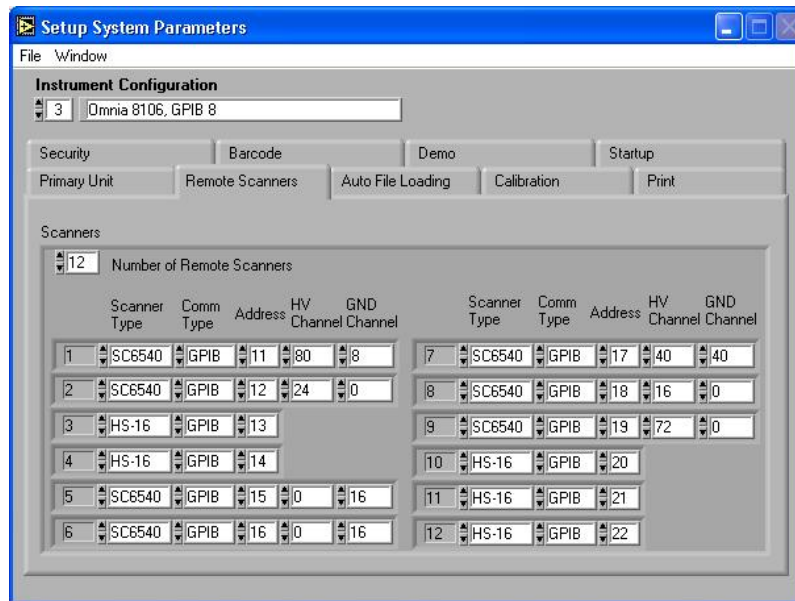 Setup System Parameters
File Window
Instrument Configuration
3 Omnia 8106, GPIB 8
Security Barcode Demo Startup
Primary Unit Remote Scanners Auto File Loading Calibration Print
Scanners
12 Number of Remote Scanners
Scanner Type Comm Type Address HV Channel GND Channel
1 SC6540 GPIB 11 80 8
2 SC6540 GPIB 12 24 0
3 HS-16 GPIB 13
4 HS-16 GPIB 14
5 SC6540 GPIB 15 0 16
6 SC6540 GPIB 16 0 16
Scanner Type Comm Type Address HV Channel GND Channel
7 SC6540 GPIB 17 40 40
8 SC6540 GPIB 18 16 0
9 SC6540 GPIB 19 72 0
10 HS-16 GPIB 20
11 HS-16 GPIB 21
12 HS-16 GPIB 22